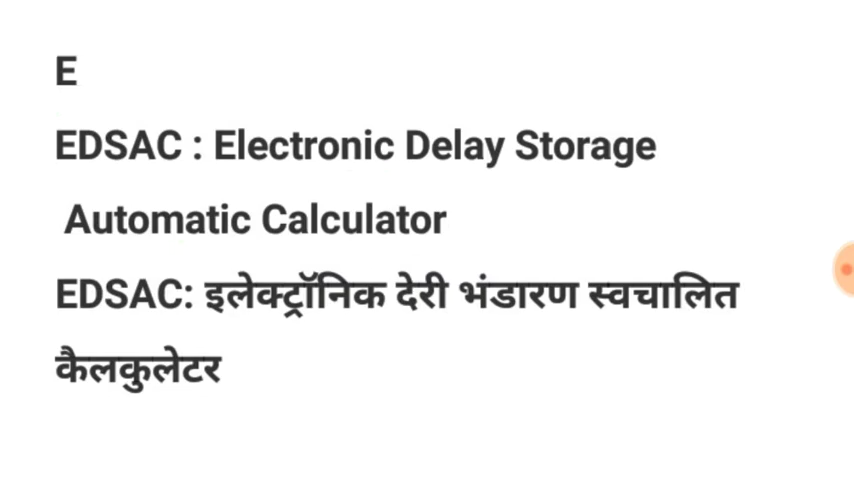 E
EDSAC : Electronic Delay Storage
Automatic Calculator
EDSAC: इलेक्ट्रॉनिक देरी भंडारण स्वचालित
कैलकुलेटर